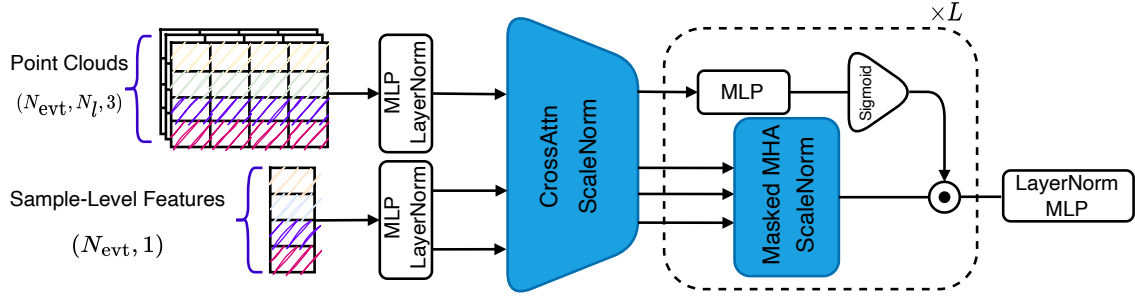 Point Clouds
(N_evt, N_l, 3)
Sample-Level Features
(N_evt, 1)
MLP
LayerNorm
MLP
LayerNorm
CrossAttn
ScaleNorm
×L
MLP
Sigmoid
Masked MHA
ScaleNorm
LayerNorm
MLP